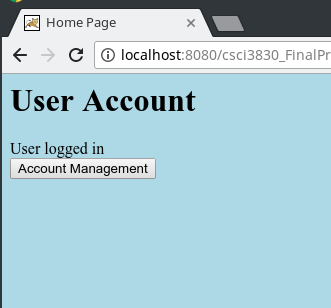 Home Page
localhost:8080/csci3830_FinalPr
User Account
User logged in
Account Management